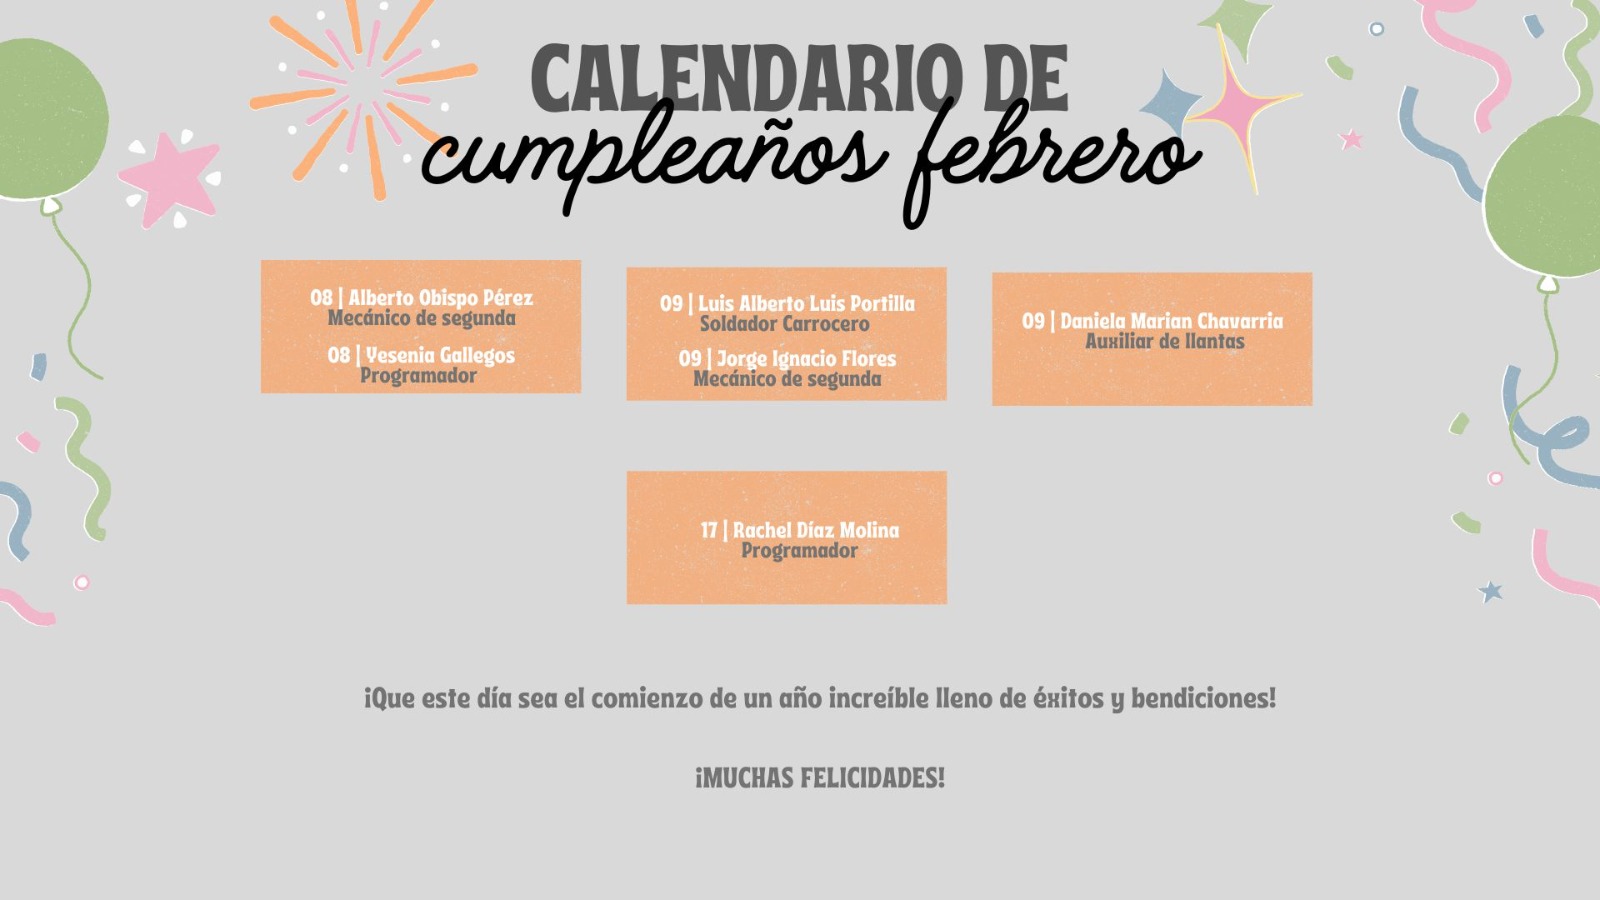 CALENDARIO DE
cumpleaños febrero
08 | Alberto Obispo Pérez
Mecánico de segunda
08 | Yesenia Gallegos
Programador
09 | Luis Alberto Luis Portilla
Soldador Carrocero
09 | Jorge Ignacio Flores
Mecánico de segunda
09 | Daniela Marian Chavarria
Auxiliar de llantas
17 | Rachel Díaz Molina
Programador
¡Que este día sea el comienzo de un año increíble lleno de éxitos y bendiciones!
¡MUCHAS FELICIDADES!